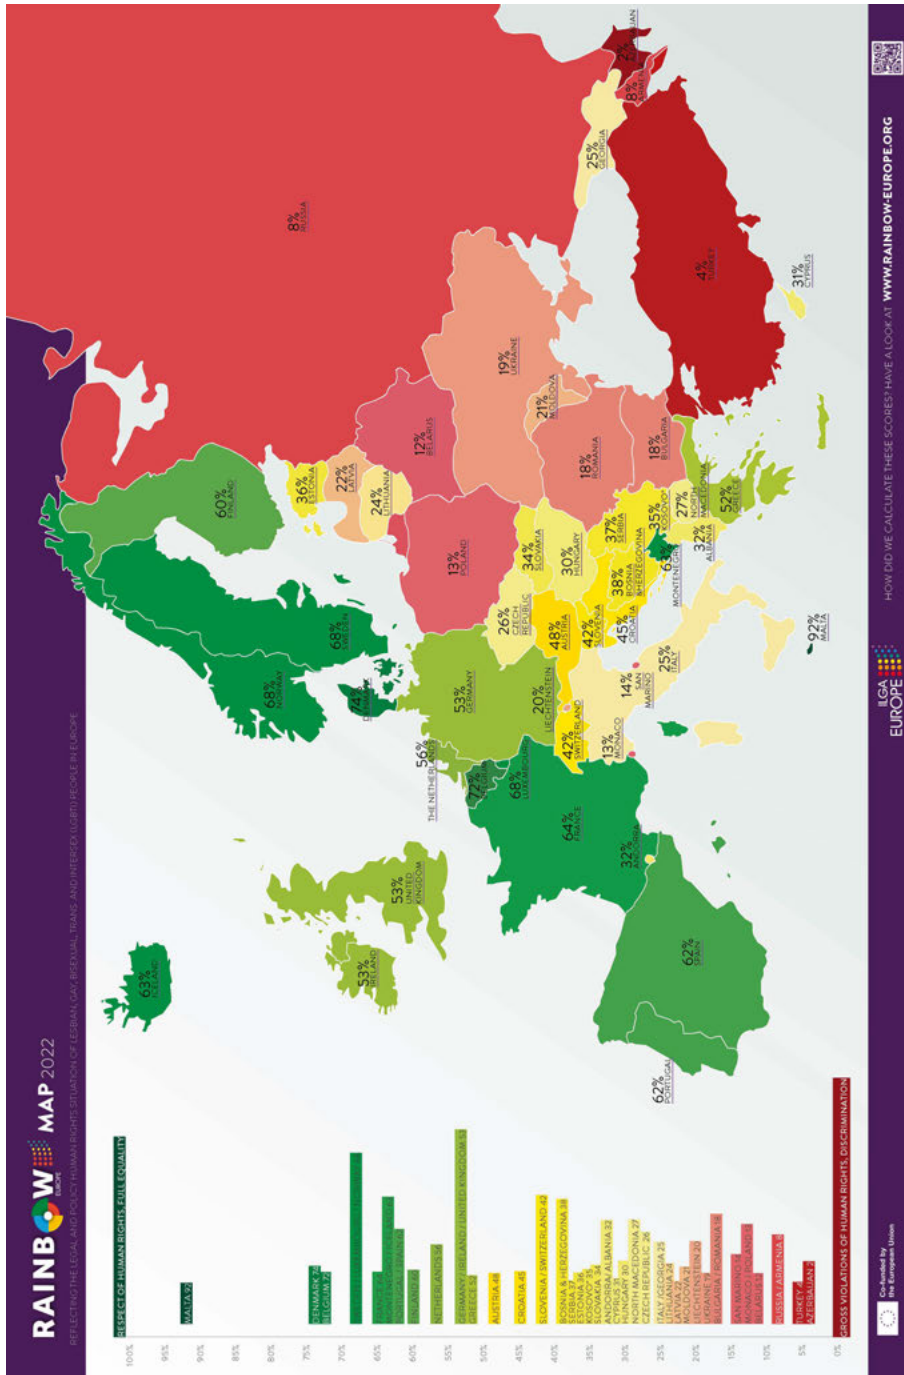 RAINBOW MAP 2022
EUROPE
REFLECTING THE LEGAL AND POLICY HUMAN RIGHTS SITUATION OF LESBIAN, GAY, BISEXUAL, TRANS AND INTERSEX (LGBTI) PEOPLE IN EUROPE
RESPECT OF HUMAN RIGHTS, FULL EQUALITY
100%
90%
90%
85%
80%
75%
70%
65%
60%
55%
50%
45%
40%
35%
30%
25%
20%
15%
10%
5%
0%
MALTA 92
DENMARK 74
BELGIUM 72
PORTUGAL / SPAIN 62
FINLAND 60
NETHERLANDS 56
GERMANY / IRELAND / UNITED KINGDOM 53
GREECE 52
AUSTRIA 48
CROATIA 45
SLOVENIA / SWITZERLAND 42
BOSNIA & HERZEGOVINA 38
SERBIA 37
ESTONIA 36
KOSOVO* 35
SLOVAKIA 34
ANDORRA / ALBANIA 32
CYPRUS 31
HUNGARY 30
NORTH MACEDONIA 27
CZECH REPUBLIC 26
ITALY/GEORGIA 25
LITHUANIA 24
LATVIA 22
LIECHTENSTEIN 20
UKRAINE 19
BULGARIA / ROMANIA 18
SAN MARINO 14
MONACO/POLAND 13
BELARUS 12
RUSSIA / ARMENIA 8
TURKEY 4
AZERBAIJAN 2
GROSS VIOLATIONS OF HUMAN RIGHTS, DISCRIMINATION
63%
ICELAND
53%
IRELAND
53%
UNITED
KINGDOM
62%
PORTUGAL
62%
SPAIN
64%
FRANCE
32%
ANDORRA
68%
NORWAY
68%
SWEDEN
60%
FINLAND
74%
DENMARK
56%
THE NETHERLANDS
72%
BELGIUM
68%
LUXEMBOURG
53%
GERMANY
20%
LIECHTENSTEIN
42%
SWITZERLAND
13%
MONACO
14%
SAN
MARINO
25%
ITALY
92%
MALTA
48%
AUSTRIA
26%
CZECH
REPUBLIC
13%
POLAND
34%
SLOVAKIA
30%
HUNGARY
42%
SLOVENIA
45%
CROATIA
38%
BOSNIA
&HERZEGOVINA
37%
SERBIA
35%
KOSOVO*
63%
MONTENEGRO
32%
ALBANIA
27%
NORTH
MACEDONIA
52%
GREECE
36%
ESTONIA
22%
LATVIA
24%
LITHUANIA
12%
BELARUS
19%
UKRAINE
21%
MOLDOVA
18%
ROMANIA
18%
BULGARIA
8%
RUSSIA
25%
GEORGIA
8%
ARMENIA
2%
AZERBAIJAN
4%
TURKEY
31%
CYPRUS
Co-funded by
the European Union
ILGA
EUROPE
HOW DID WE CALCULATE THESE SCORES? HAVE A LOOK AT WWW.RAINBOW-EUROPE.ORG